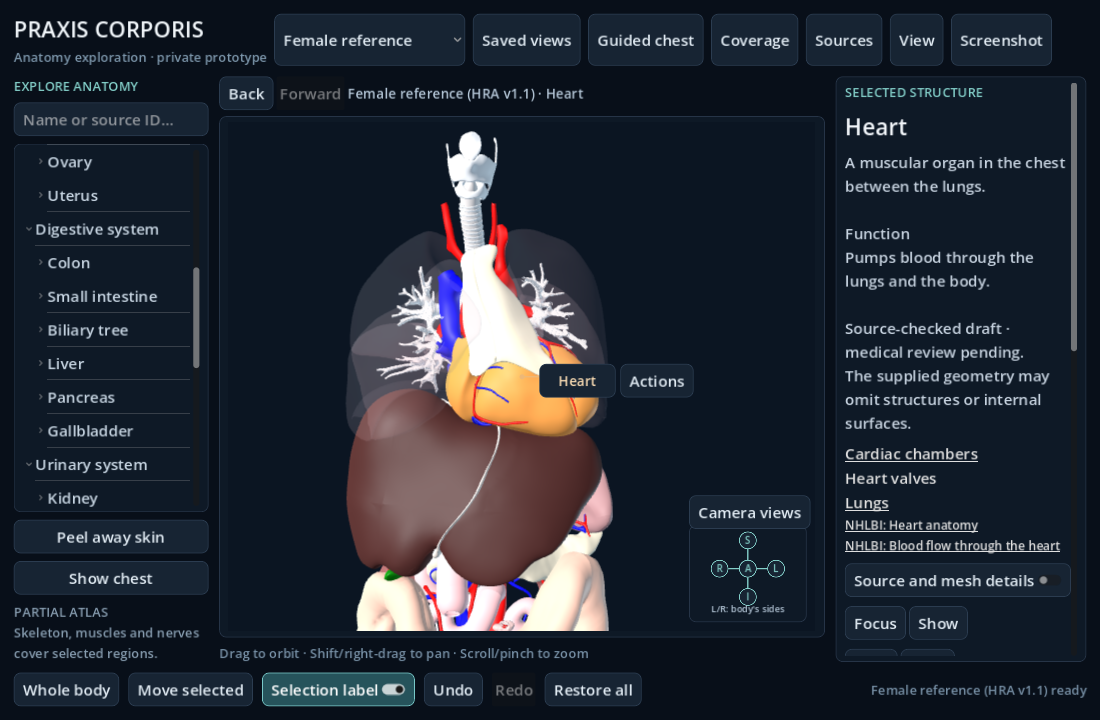 PRAXIS CORPORIS
Anatomy exploration · private prototype
Female reference
Saved views
Guided chest
Coverage
Sources
View
Screenshot
EXPLORE ANATOMY
Name or source ID...
Ovary
Uterus
Digestive system
Colon
Small intestine
Biliary tree
Liver
Pancreas
Gallbladder
Urinary system
Kidney
Peel away skin
Show chest
PARTIAL ATLAS
Skeleton, muscles and nerves
cover selected regions.
Back
Forward
Female reference (HRA v1.1) · Heart
Heart
Actions
Camera views
S
R
A
L
I
L/R: body's sides
Drag to orbit · Shift/right-drag to pan · Scroll/pinch to zoom
SELECTED STRUCTURE
Heart
A muscular organ in the chest
between the lungs.
Function
Pumps blood through the
lungs and the body.
Source-checked draft ·
medical review pending.
The supplied geometry may
omit structures or internal
surfaces.
Cardiac chambers
Heart valves
Lungs
NHLBI: Heart anatomy
NHLBI: Blood flow through the heart
Source and mesh details
Focus
Show
Whole body
Move selected
Selection label
Undo
Redo
Restore all
Female reference (HRA v1.1) ready